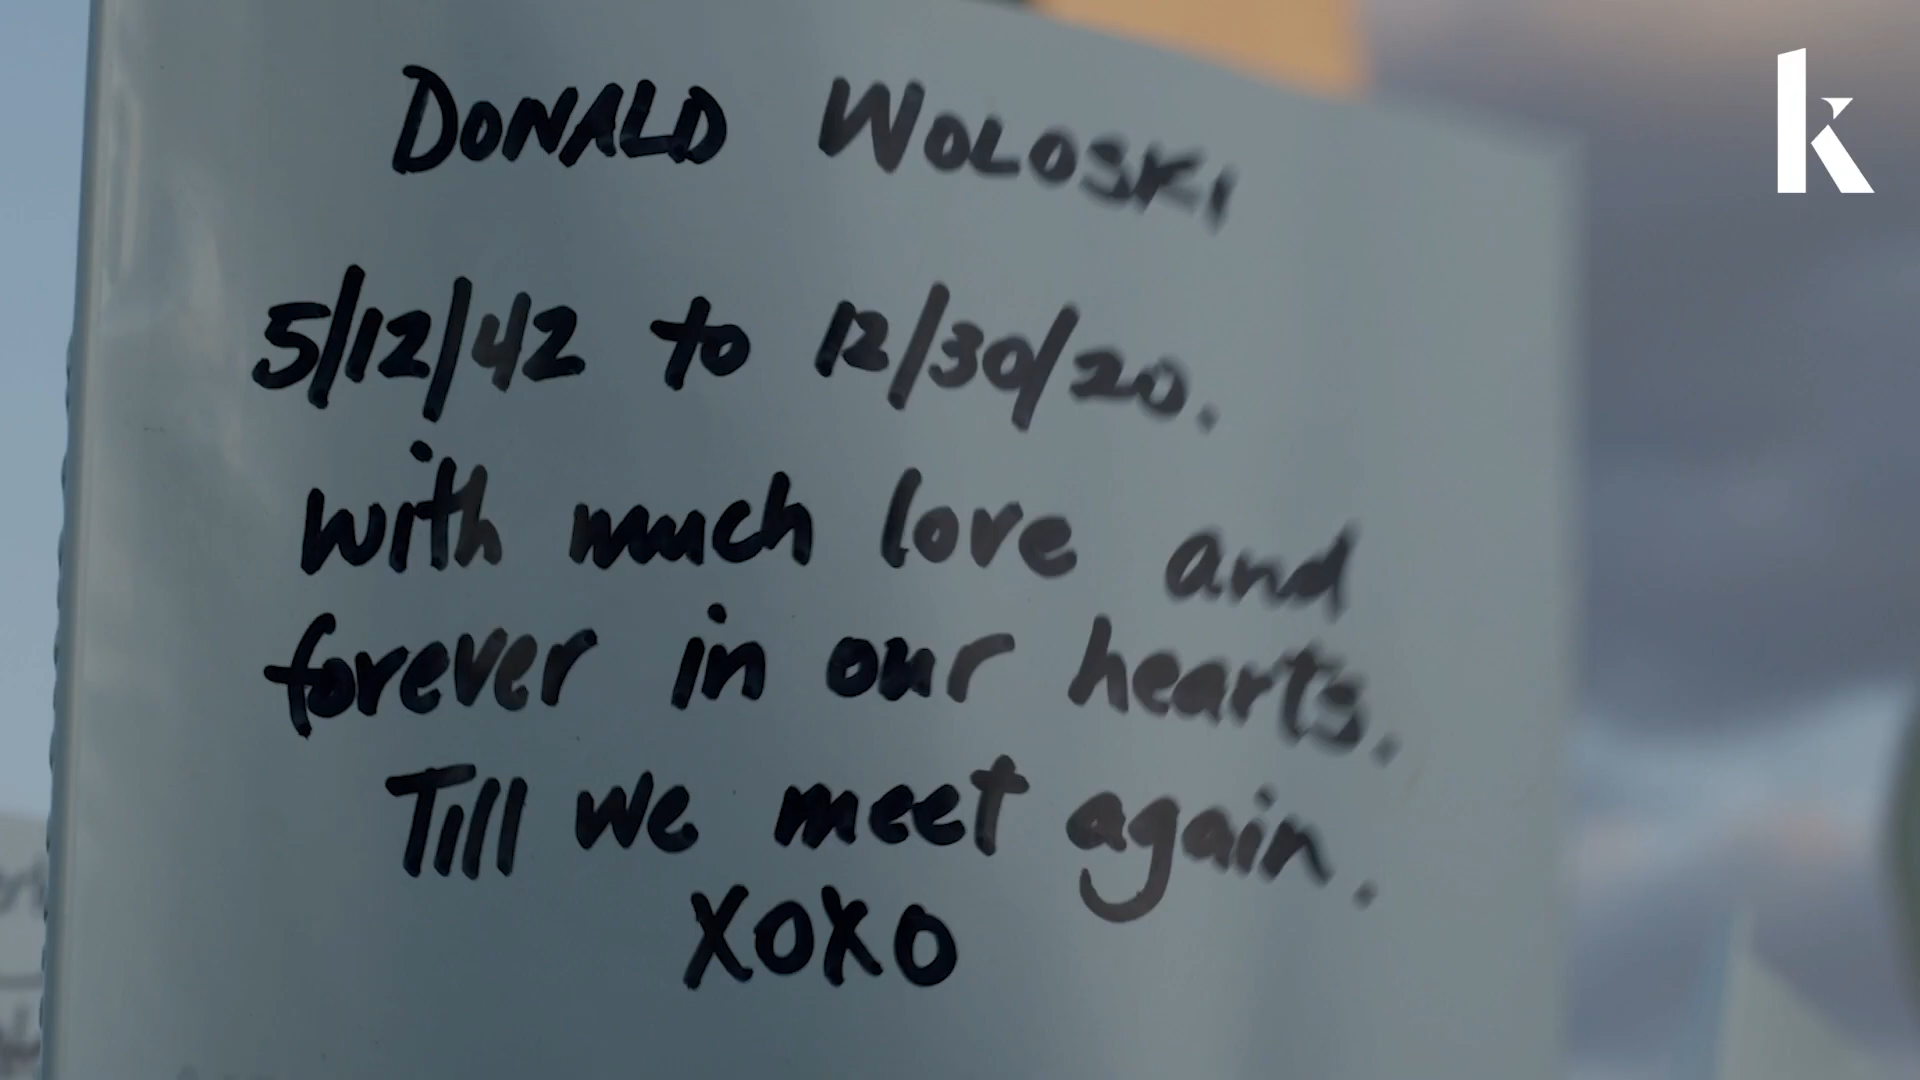 DONALD WOLOSKI
5/12/42 to 12/30/20.
with much love and
forever in our hearts.
Till we meet again.
XOXO
k